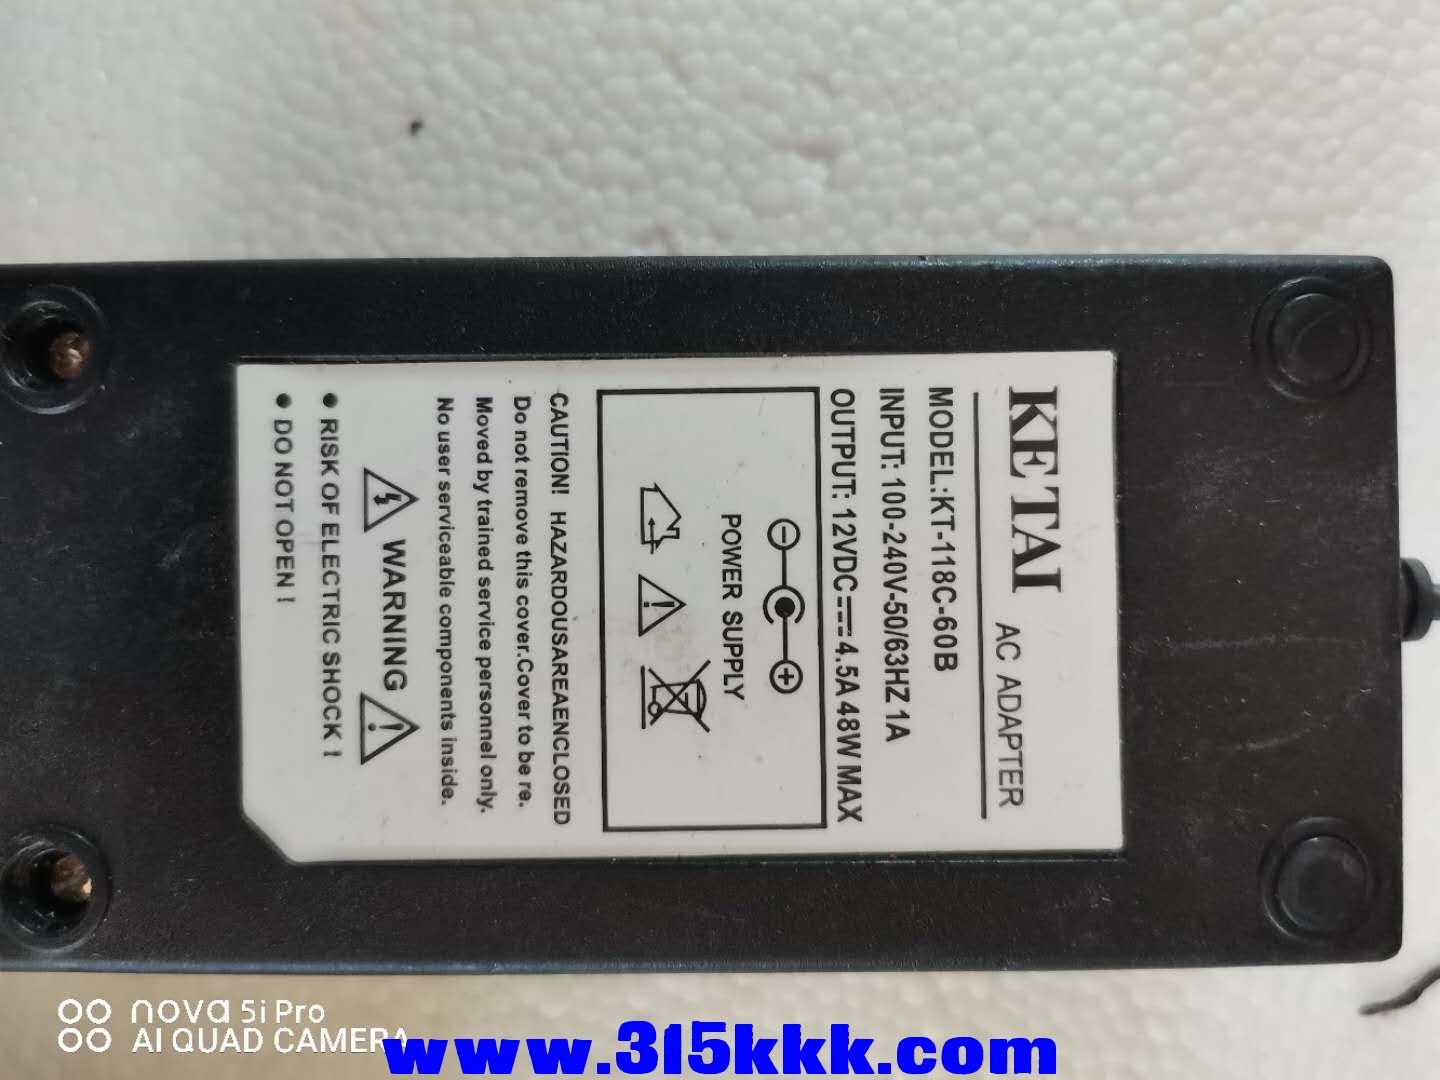 KETAI AC ADAPTER
MODEL:KT-118C-60B
INPUT: 100-240V-50/63HZ 1A
OUTPUT: 12VDC⎓4.5A 48W MAX
POWER SUPPLY
CAUTION! HAZARDOUSAREAENCLOSED
Do not remove this cover.Cover to be re.
Moved by trained service personnel only.
No user serviceable components inside.
WARNING
● RISK OF ELECTRIC SHOCK !
● DO NOT OPEN !
nova 5i Pro
AI QUAD CAMERA
www.315kkk.com